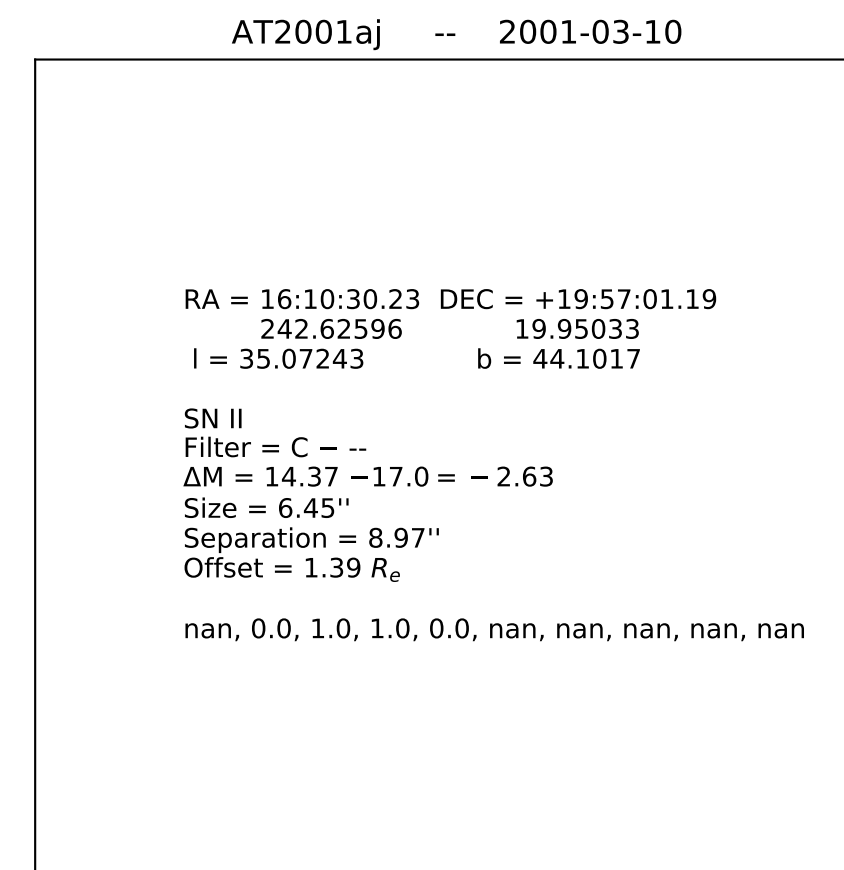 AT2001aj -- 2001-03-10
RA = 16:10:30.23 DEC = +19:57:01.19
242.62596 19.95033
l = 35.07243 b = 44.1017
SN II
Filter = C − --
ΔM = 14.37 −17.0 = − 2.63
Size = 6.45''
Separation = 8.97''
Offset = 1.39 Re
nan, 0.0, 1.0, 1.0, 0.0, nan, nan, nan, nan, nan